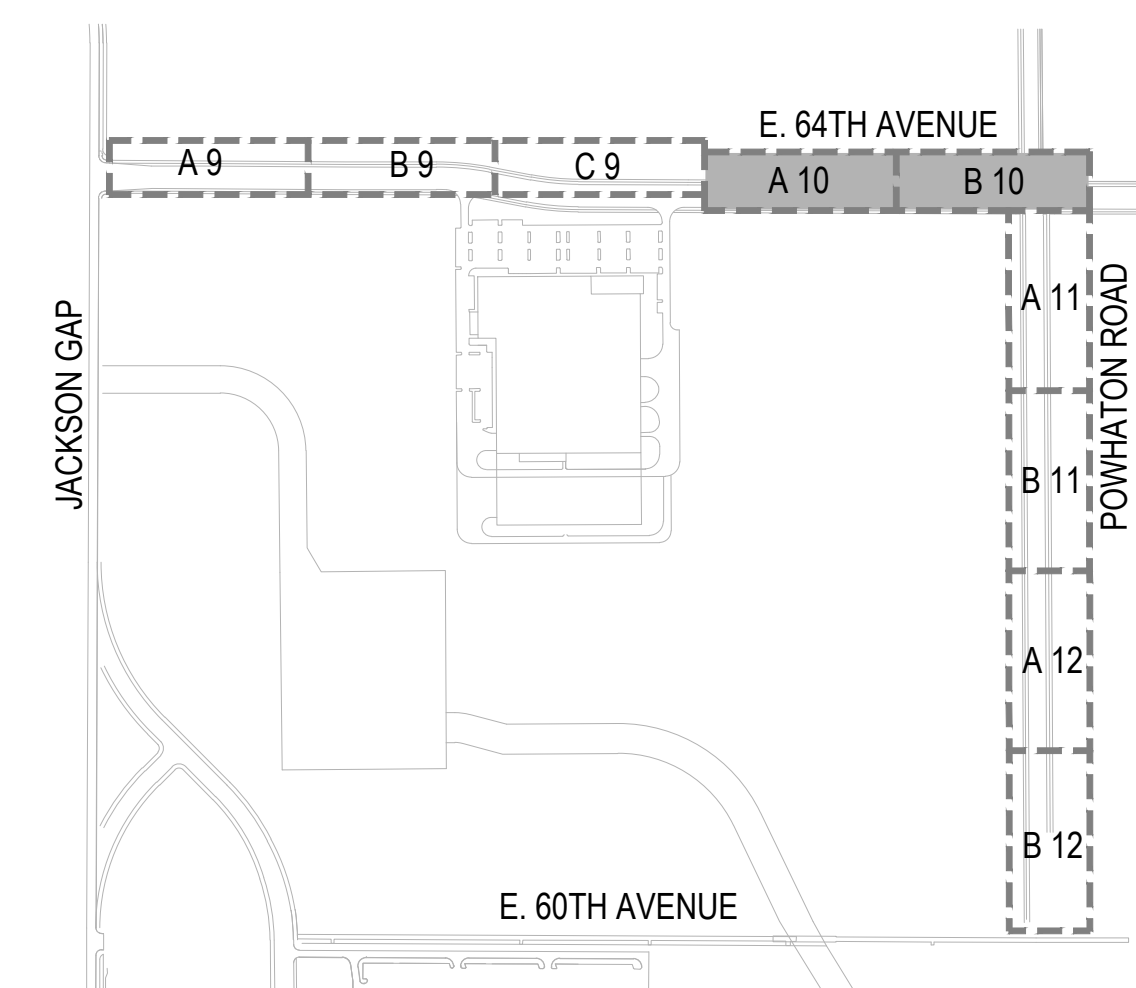 E. 64TH AVENUE
A 9
B 9
C 9
A 10
B 10
JACKSON GAP
A 11
POWHATON ROAD
B 11
A 12
B 12
E. 60TH AVENUE